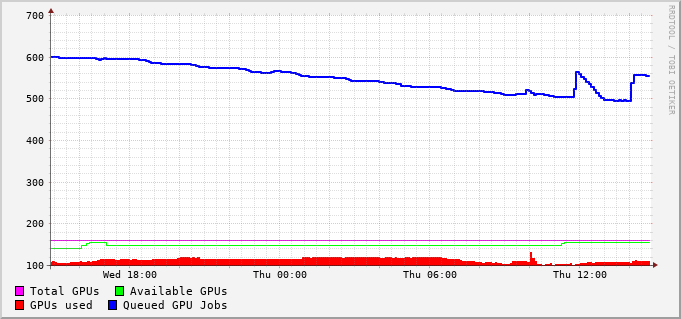 700
600
500
400
300
200
100
Wed 18:00 Thu 00:00 Thu 06:00 Thu 12:00
Total GPUs Available GPUs
GPUs used Queued GPU Jobs
RRDTOOL / TOBI OETIKER